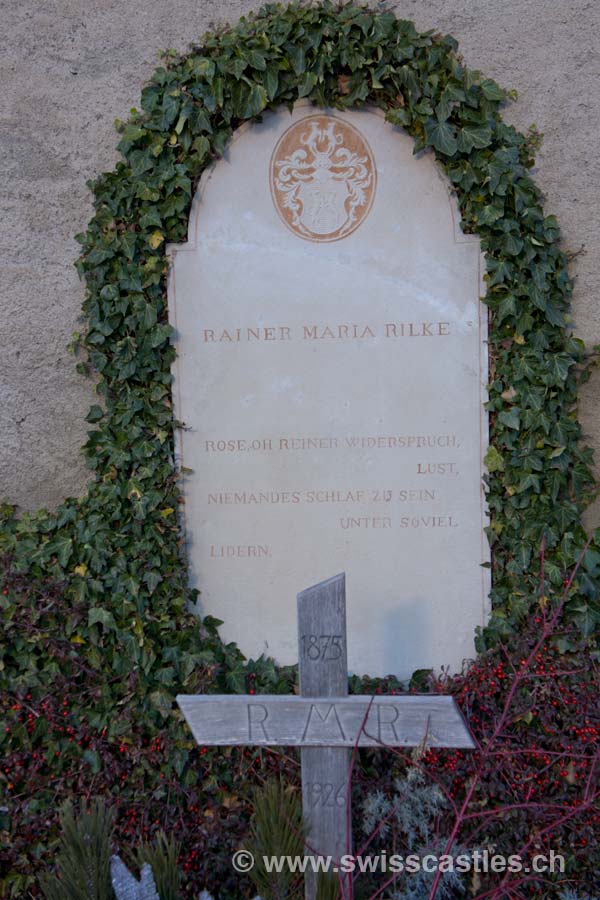 RAINER MARIA RILKE
ROSE, OH REINER WIDERSPRUCH,
LUST,
NIEMANDES SCHLAF ZU SEIN
UNTER SOVIEL
LIDERN.
1875
R. M. R.
1926
© www.swisscastles.ch